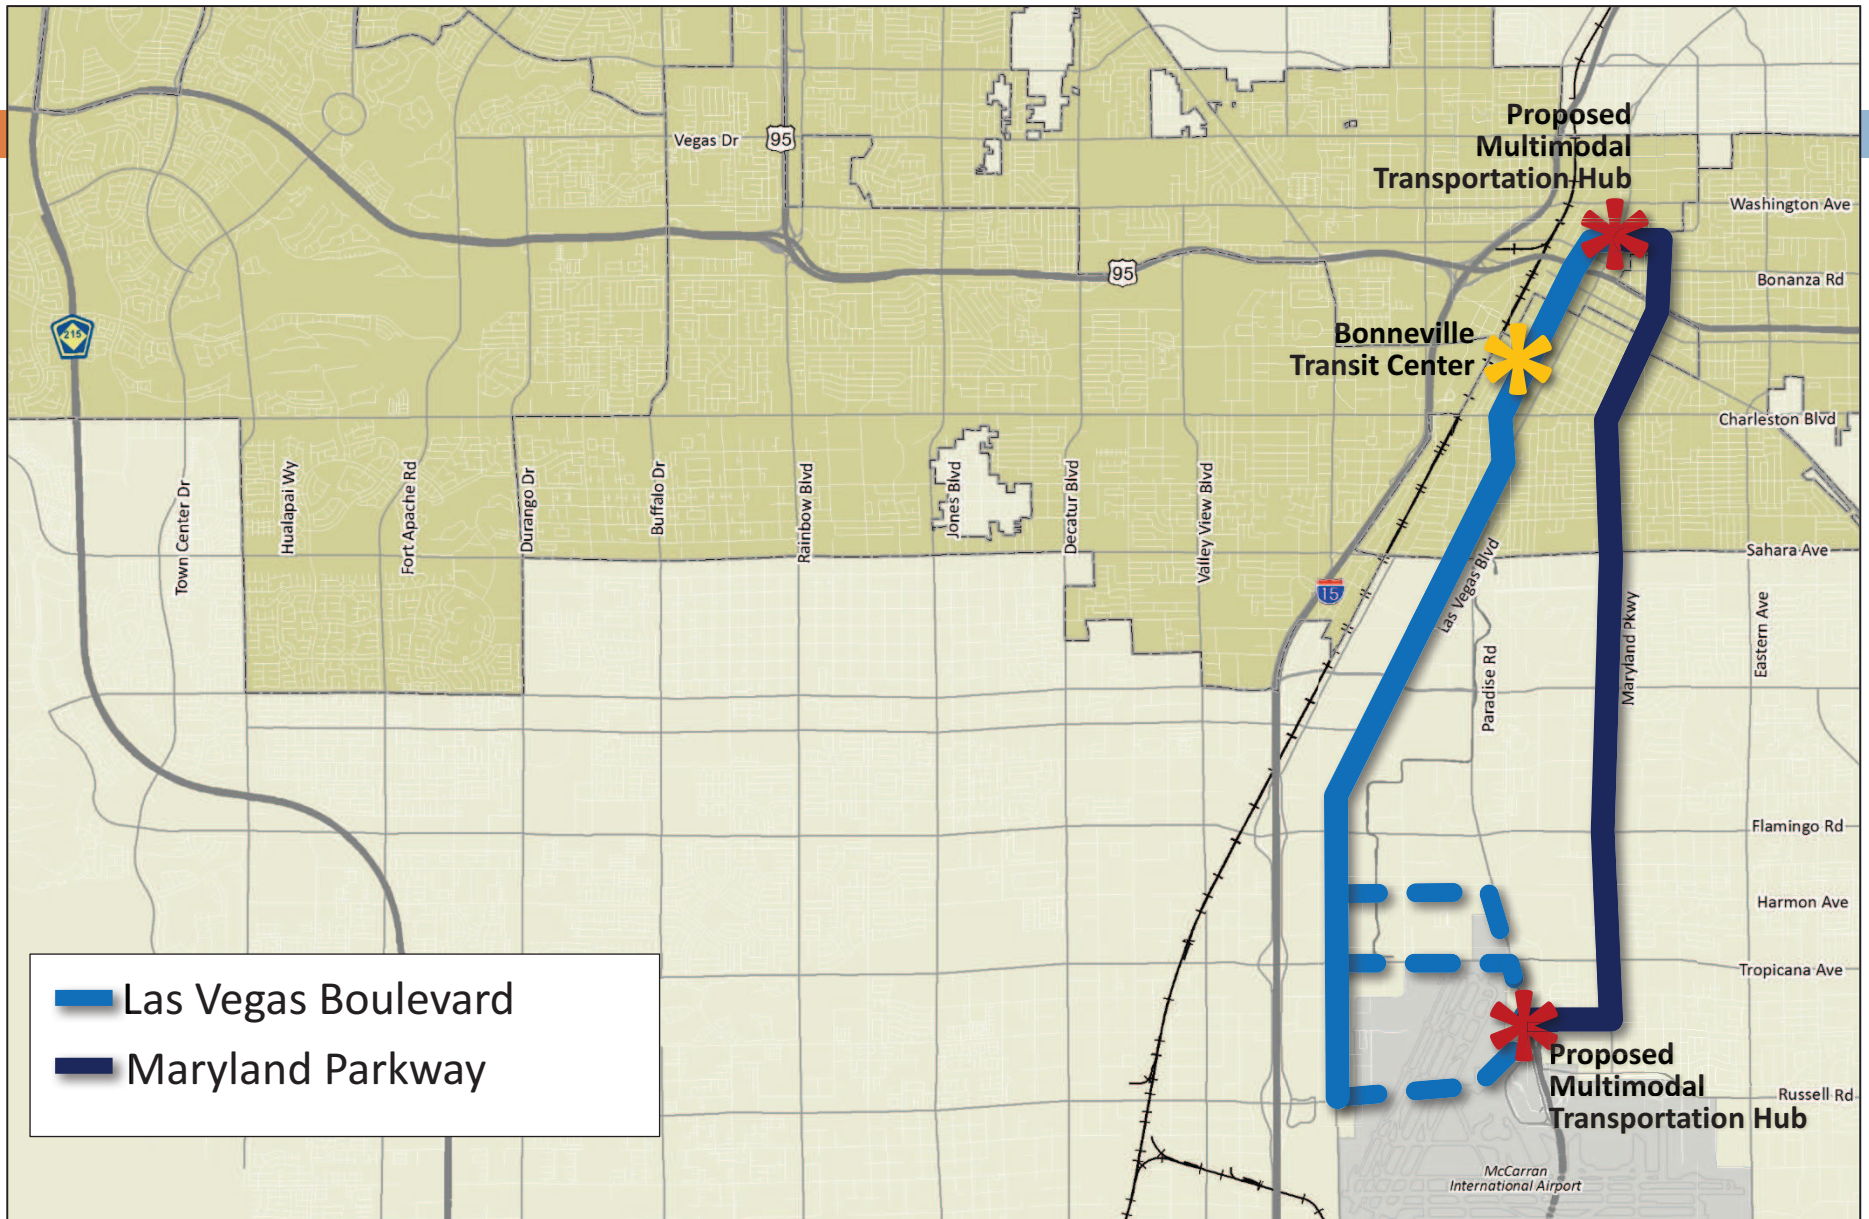 Proposed
Multimodal
Transportation Hub
Vegas Dr
95
Washington Ave
95
Bonanza Rd
215
Bonneville
Transit Center
Charleston Blvd
Town Center Dr
Hualapai Wy
Fort Apache Rd
Durango Dr
Buffalo Dr
Rainbow Blvd
Jones Blvd
Decatur Blvd
Valley View Blvd
Sahara Ave
15
Las Vegas Blvd
Paradise Rd
Maryland Pkwy
Eastern Ave
Flamingo Rd
Harmon Ave
Tropicana Ave
Las Vegas Boulevard
Maryland Parkway
Proposed
Multimodal
Transportation Hub
Russell Rd
McCarran
International Airport